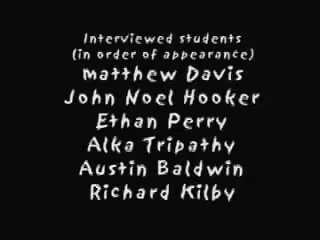 Interviewed students
(in order of appearance)
matthew Davis
John Noel Hooker
Ethan Perry
Alka Tripathy
Austin Baldwin
Richard Kilby